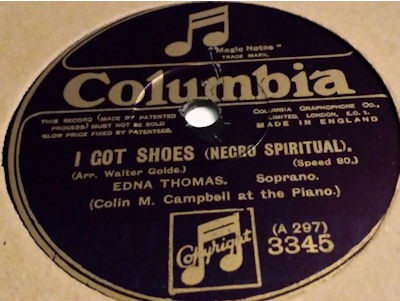 "Magic Notes"
TRADE MARK.
Columbia
THIS RECORD (MADE BY PATENTED
PROCESS) MUST NOT BE SOLD
BELOW PRICE FIXED BY PATENTEES.
COLUMBIA GRAPHOPHONE CO.,
LIMITED, LONDON, E.C.1.
MADE IN ENGLAND
I GOT SHOES (NEGRO SPIRITUAL).
(Arr. Walter Golde.) (Speed 80.)
EDNA THOMAS. Soprano.
(Colin M. Campbell at the Piano.)
Copyright
(A 297)
3345